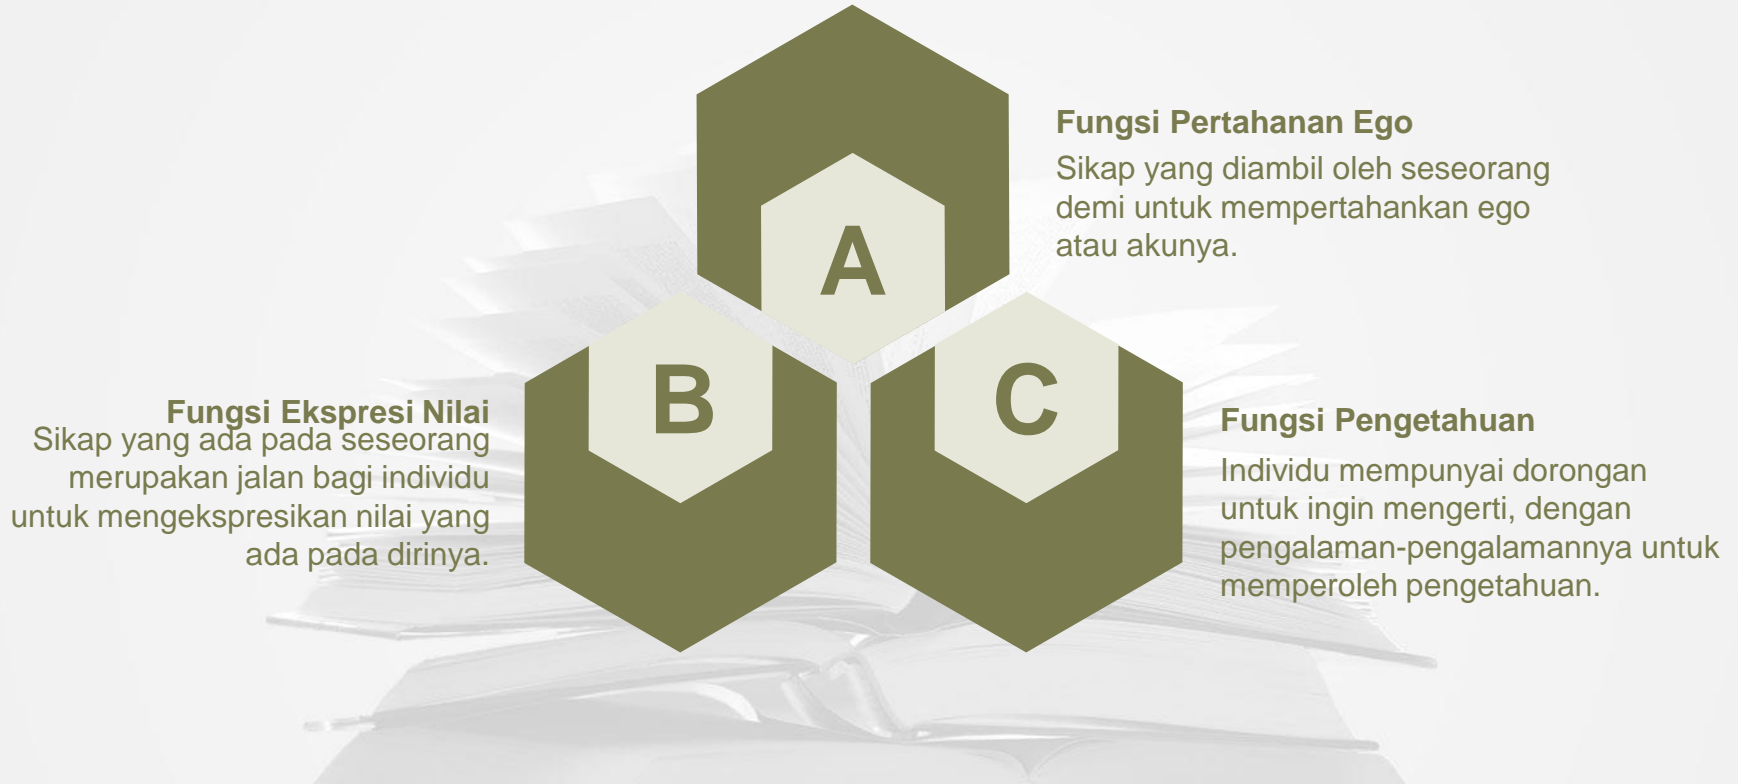 A
Fungsi Pertahanan Ego
Sikap yang diambil oleh seseorang
demi untuk mempertahankan ego
atau akunya.
B
Fungsi Ekspresi Nilai
Sikap yang ada pada seseorang
merupakan jalan bagi individu
untuk mengekspresikan nilai yang
ada pada dirinya.
C
Fungsi Pengetahuan
Individu mempunyai dorongan
untuk ingin mengerti, dengan
pengalaman-pengalamannya untuk
memperoleh pengetahuan.